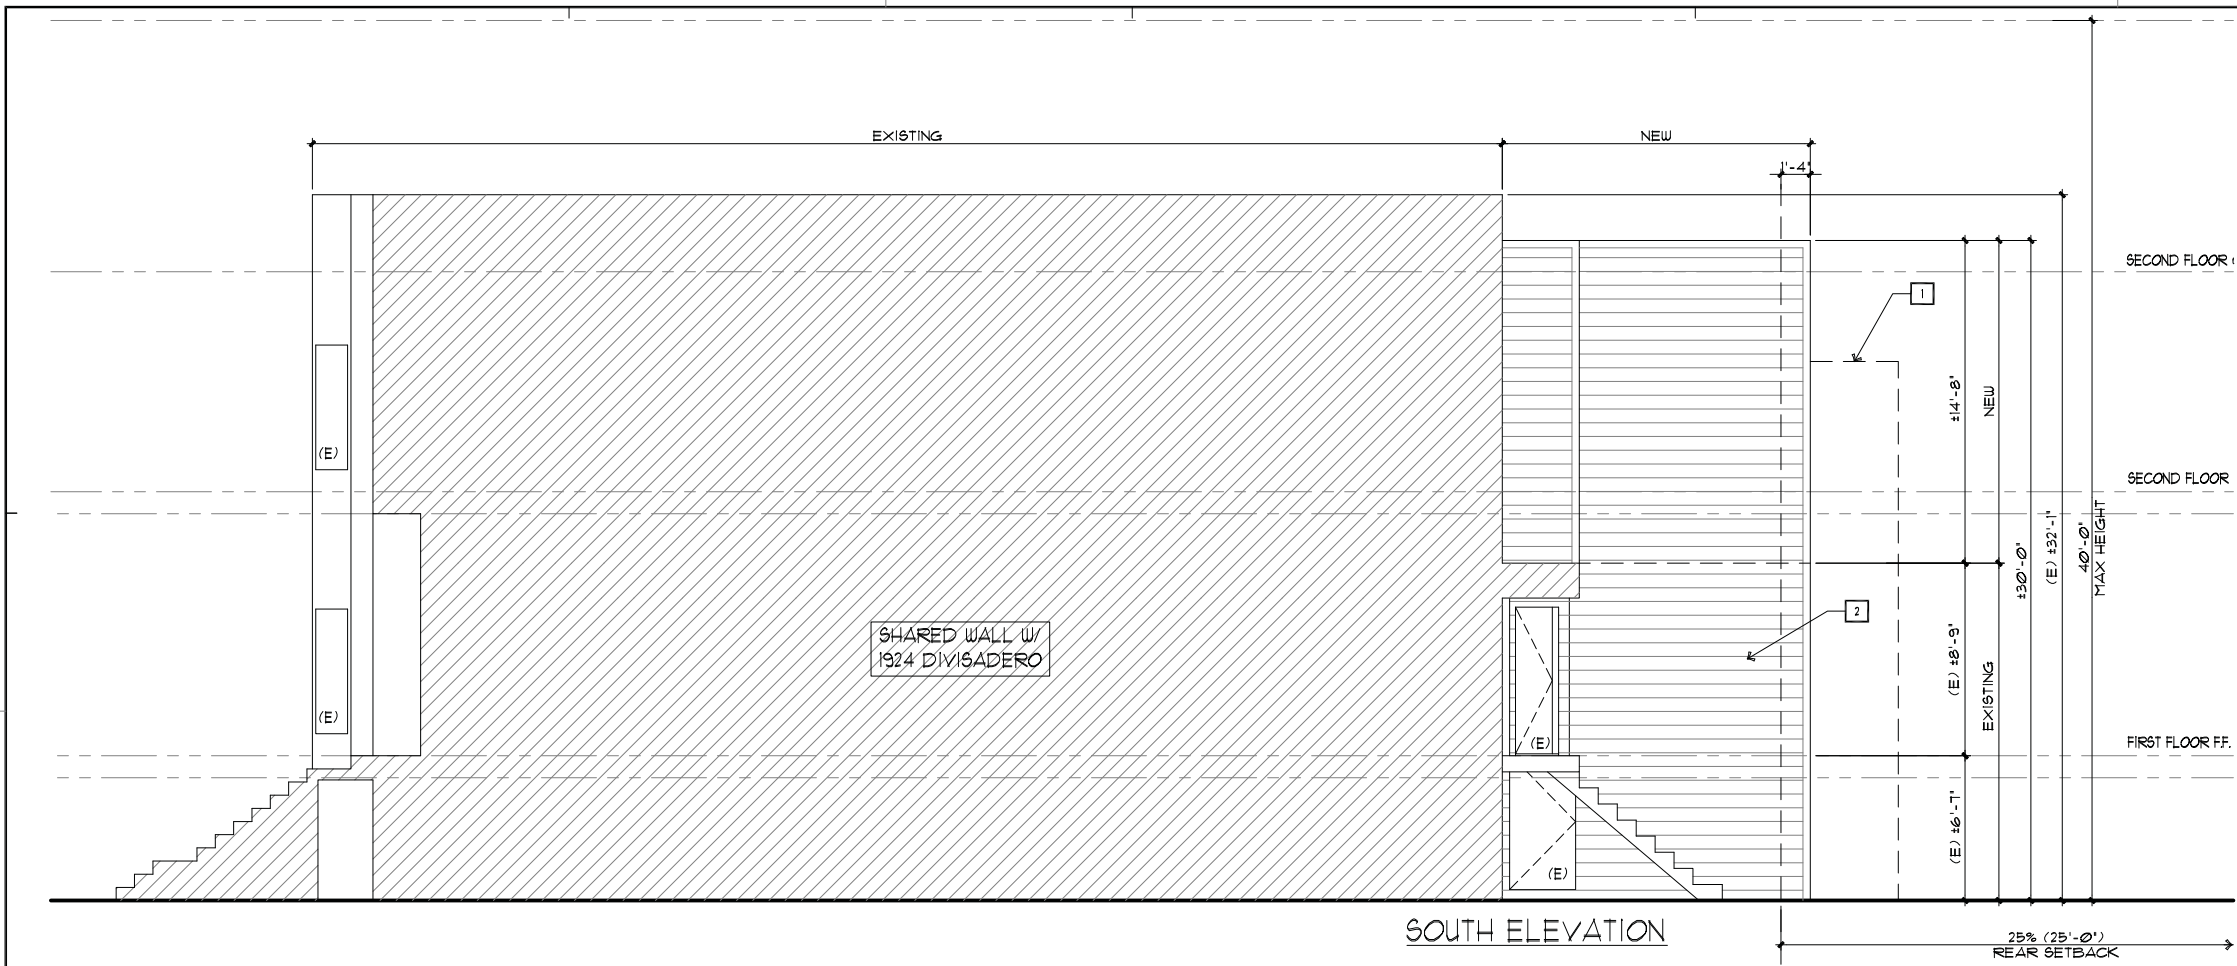 EXISTING
NEW
1'-4"
SECOND FLOOR
1
(E)
±14'-8"
NEW
SECOND FLOOR
(E) ±32'-1"
40'-0"
MAX HEIGHT
±30'-0"
2
SHARED WALL W/
1924 DIVISADERO
(E) ±8'-9"
EXISTING
(E)
(E)
FIRST FLOOR F.F.
(E) ±6'-7"
(E)
SOUTH ELEVATION
25% (25'-0")
REAR SETBACK